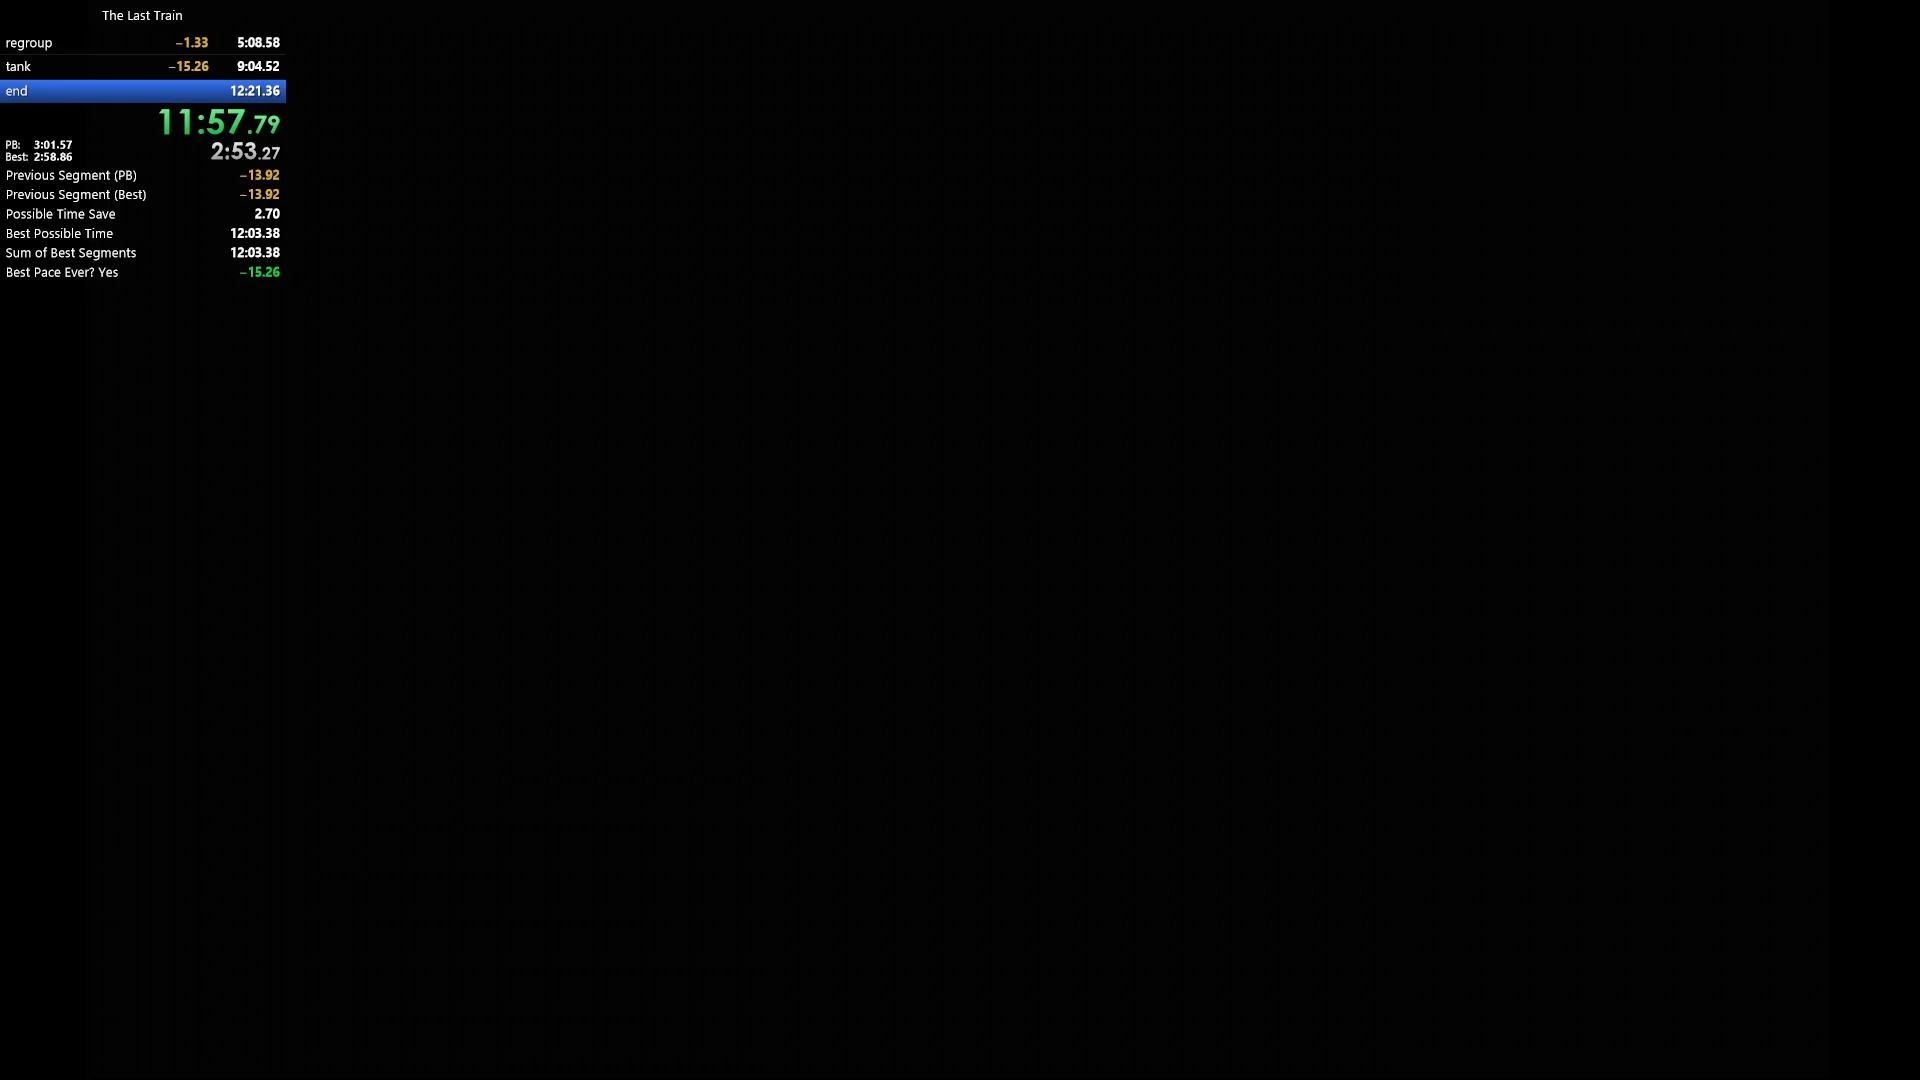 The Last Train
regroup −1.33 5:08.58
tank −15.26 9:04.52
end 12:21.36
11:57.79
PB: 3:01.57 2:53.27
Best: 2:58.86
Previous Segment (PB) −13.92
Previous Segment (Best) −13.92
Possible Time Save 2.70
Best Possible Time 12:03.38
Sum of Best Segments 12:03.38
Best Pace Ever? Yes −15.26